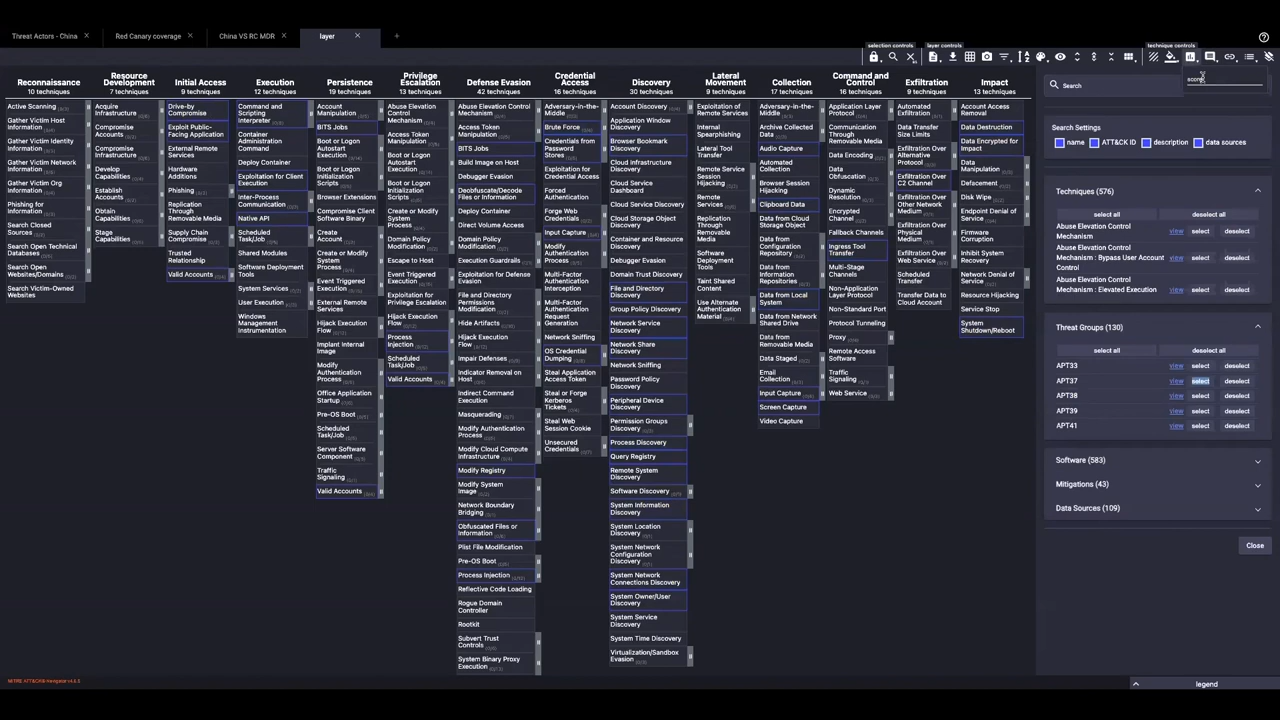 Threat Actors - China
Red Canary coverage
China VS RC MDR
layer
selection controls
layer controls
technique controls
score
Reconnaissance
10 techniques
Active Scanning
Gather Victim Host
Information
Gather Victim Identity
Information
Gather Victim Network
Information
Gather Victim Org
Information
Phishing for
Information
Search Closed
Sources
Search Open Technical
Databases
Search Open
Websites/Domains
Search Victim-Owned
Websites
Resource
Development
7 techniques
Acquire
Infrastructure
Compromise
Accounts
Compromise
Infrastructure
Develop
Capabilities
Establish
Accounts
Obtain
Capabilities
Stage
Capabilities
Initial Access
9 techniques
Drive-by
Compromise
Exploit Public-
Facing Application
External Remote
Services
Hardware
Additions
Phishing
Replication
Through
Removable Media
Supply Chain
Compromise
Trusted
Relationship
Valid Accounts
Execution
12 techniques
Command and
Scripting
Interpreter
Container
Administration
Command
Deploy Container
Exploitation for Client
Execution
Inter-Process
Communication
Native API
Scheduled
Task/Job
Shared Modules
Software Deployment
Tools
System Services
User Execution
Windows
Management
Instrumentation
Persistence
19 techniques
Account
Manipulation
BITS Jobs
Boot or Logon
Autostart
Execution
Boot or Logon
Initialization
Scripts
Browser Extensions
Compromise Client
Software Binary
Create
Account
Create or Modify
System
Process
Event Triggered
Execution
External Remote
Services
Hijack Execution
Flow
Implant Internal
Image
Modify
Authentication
Process
Office Application
Startup
Pre-OS Boot
Scheduled
Task/Job
Server Software
Component
Traffic
Signaling
Valid Accounts
Privilege
Escalation
13 techniques
Abuse Elevation
Control
Mechanism
Access Token
Manipulation
Boot or Logon
Autostart
Execution
Boot or Logon
Initialization
Scripts
Create or Modify
System
Process
Domain Policy
Modification
Escape to Host
Event Triggered
Execution
Exploitation for
Privilege Escalation
Hijack Execution
Flow
Process
Injection
Scheduled
Task/Job
Valid Accounts
Defense Evasion
42 techniques
Abuse Elevation Control
Mechanism
Access Token
Manipulation
BITS Jobs
Build Image on Host
Debugger Evasion
Deobfuscate/Decode
Files or Information
Deploy Container
Direct Volume Access
Domain Policy
Modification
Execution Guardrails
Exploitation for Defense
Evasion
File and Directory
Permissions
Modification
Hide Artifacts
Hijack Execution
Flow
Impair Defenses
Indicator Removal on
Host
Indirect Command
Execution
Masquerading
Modify Authentication
Process
Modify Cloud Compute
Infrastructure
Modify Registry
Modify System
Image
Network Boundary
Bridging
Obfuscated Files or
Information
Plist File Modification
Pre-OS Boot
Process Injection
Reflective Code Loading
Rogue Domain
Controller
Rootkit
Subvert Trust
Controls
System Binary Proxy
Execution
Credential
Access
16 techniques
Adversary-in-the-
Middle
Brute Force
Credentials from
Password
Stores
Exploitation for
Credential Access
Forced
Authentication
Forge Web
Credentials
Input Capture
Modify
Authentication
Process
Multi-Factor
Authentication
Interception
Multi-Factor
Authentication
Request
Generation
Network Sniffing
OS Credential
Dumping
Steal Application
Access Token
Steal or Forge
Kerberos
Tickets
Steal Web
Session Cookie
Unsecured
Credentials
Discovery
30 techniques
Account Discovery
Application Window
Discovery
Browser Bookmark
Discovery
Cloud Infrastructure
Discovery
Cloud Service
Dashboard
Cloud Service Discovery
Cloud Storage Object
Discovery
Container and Resource
Discovery
Debugger Evasion
Domain Trust Discovery
File and Directory
Discovery
Group Policy Discovery
Network Service
Discovery
Network Share
Discovery
Network Sniffing
Password Policy
Discovery
Peripheral Device
Discovery
Permission Groups
Discovery
Process Discovery
Query Registry
Remote System
Discovery
Software Discovery
System Information
Discovery
System Location
Discovery
System Network
Configuration
Discovery
System Network
Connections Discovery
System Owner/User
Discovery
System Service
Discovery
System Time Discovery
Virtualization/Sandbox
Evasion
Lateral
Movement
9 techniques
Exploitation of
Remote Services
Internal
Spearphishing
Lateral Tool
Transfer
Remote Service
Session
Hijacking
Remote
Services
Replication
Through
Removable
Media
Software
Deployment
Tools
Taint Shared
Content
Use Alternate
Authentication
Material
Collection
17 techniques
Adversary-in-the-
Middle
Archive Collected
Data
Audio Capture
Automated
Collection
Browser Session
Hijacking
Clipboard Data
Data from Cloud
Storage
Object
Data from
Configuration
Repository
Data from
Information
Repositories
Data from Local
System
Data from Network
Shared Drive
Data from
Removable Media
Data Staged
Email
Collection
Input Capture
Screen Capture
Video Capture
Command and
Control
16 techniques
Application Layer
Protocol
Communication
Through
Removable Media
Data Encoding
Data
Obfuscation
Dynamic
Resolution
Encrypted
Channel
Fallback Channels
Ingress Tool
Transfer
Multi-Stage
Channels
Non-Application
Layer Protocol
Non-Standard Port
Protocol Tunneling
Proxy
Remote Access
Software
Traffic
Signaling
Web Service
Exfiltration
9 techniques
Automated
Exfiltration
Data Transfer
Size Limits
Exfiltration Over
Alternative
Protocol
Exfiltration Over
C2 Channel
Exfiltration
Over Other
Network
Medium
Exfiltration Over
Physical
Medium
Exfiltration Over
Web Service
Scheduled
Transfer
Transfer Data to
Cloud Account
Impact
13 techniques
Account Access
Removal
Data Destruction
Data Encrypted for
Impact
Data
Manipulation
Defacement
Disk Wipe
Endpoint Denial of
Service
Firmware
Corruption
Inhibit System
Recovery
Network Denial of
Service
Resource Hijacking
Service Stop
System
Shutdown/Reboot
Search
Search Settings
name
ATT&CK ID
description
data sources
Techniques (576)
select all
deselect all
Abuse Elevation Control
Mechanism
view select deselect
Abuse Elevation Control
Mechanism : Bypass User Account
Control
view select deselect
Abuse Elevation Control
Mechanism : Elevated Execution
view select deselect
Threat Groups (130)
select all
deselect all
APT33 view select deselect
APT37 view select deselect
APT38 view select deselect
APT39 view select deselect
APT41 view select deselect
Software (583)
Mitigations (43)
Data Sources (109)
Close
legend